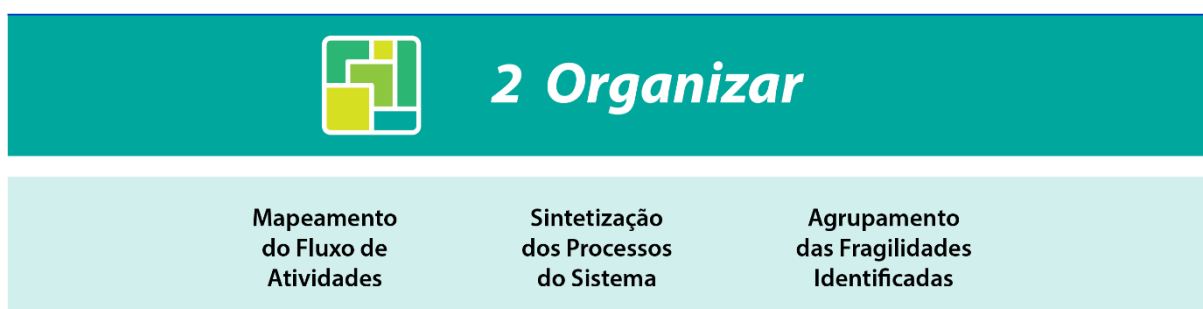 2 Organizar
Mapeamento
do Fluxo de
Atividades
Sintetização
dos Processos
do Sistema
Agrupamento
das Fragilidades
Identificadas